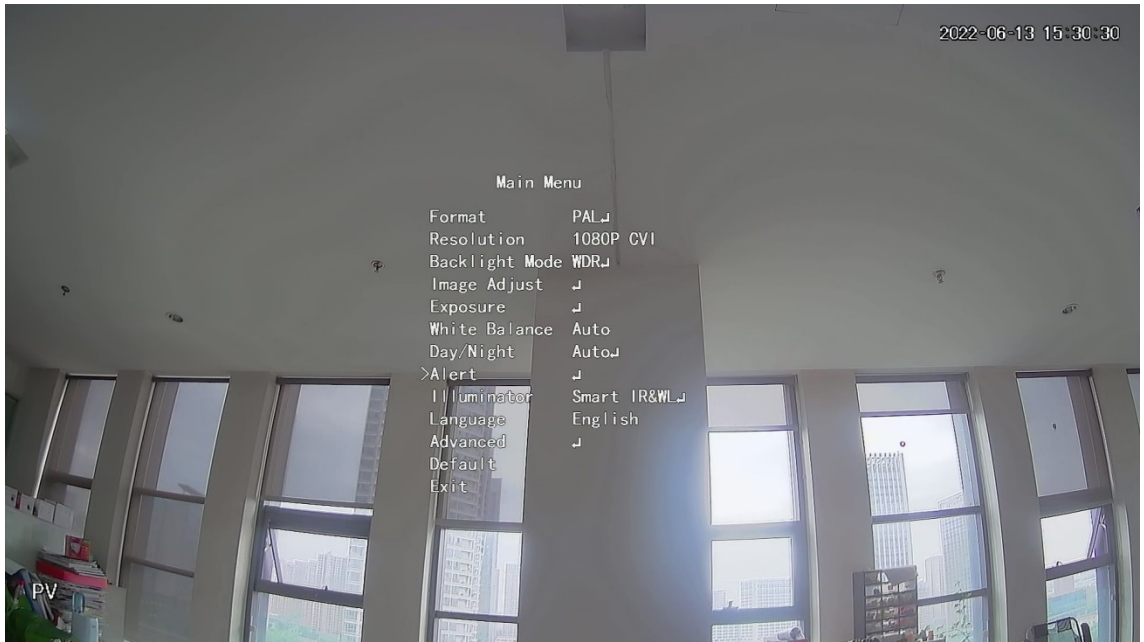 2022-06-13 15:30:30
Main Menu
Format PAL↵
Resolution 1080P CVI
Backlight Mode WDR↵
Image Adjust ↵
Exposure ↵
White Balance Auto
Day/Night Auto↵
>Alert ↵
Illuminator Smart IR&WL↵
Language English
Advanced ↵
Default
Exit
PV